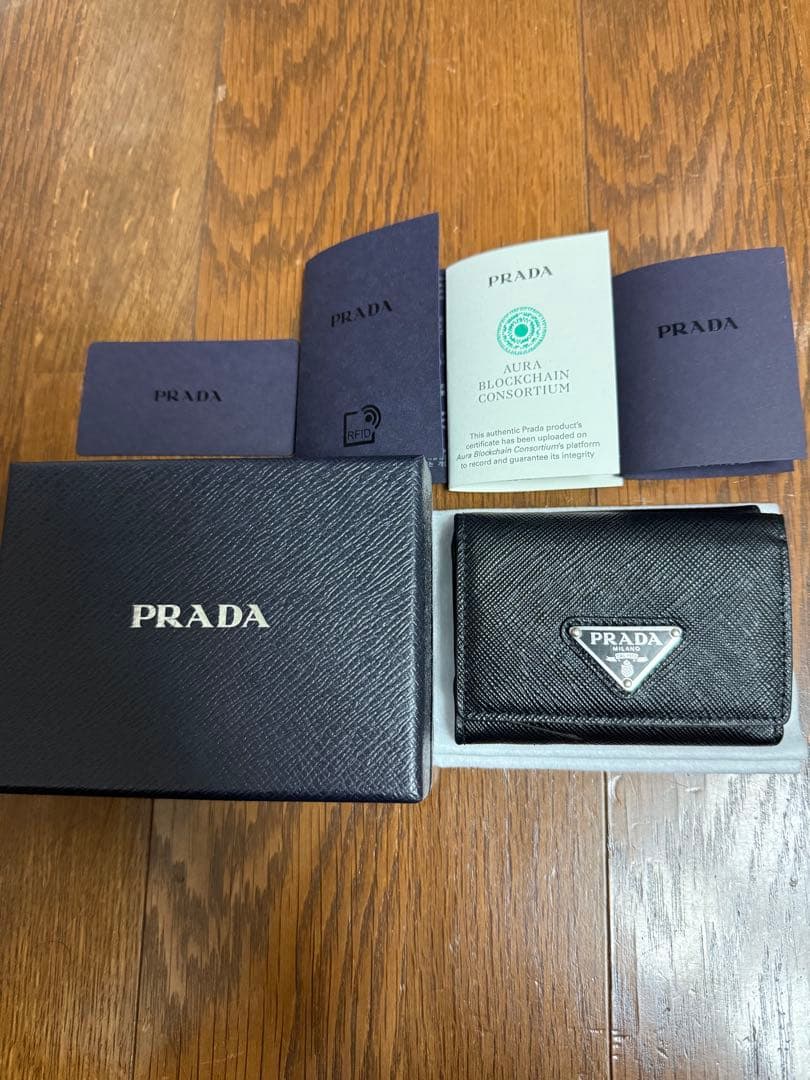 PRADA
RFID
PRADA
AURA
BLOCKCHAIN
CONSORTIUM
This authentic Prada product's
certificate has been uploaded on
Aura Blockchain Consortium's platform
to record and guarantee its integrity
PRADA
PRADA
PRADA
PRADA
MILANO